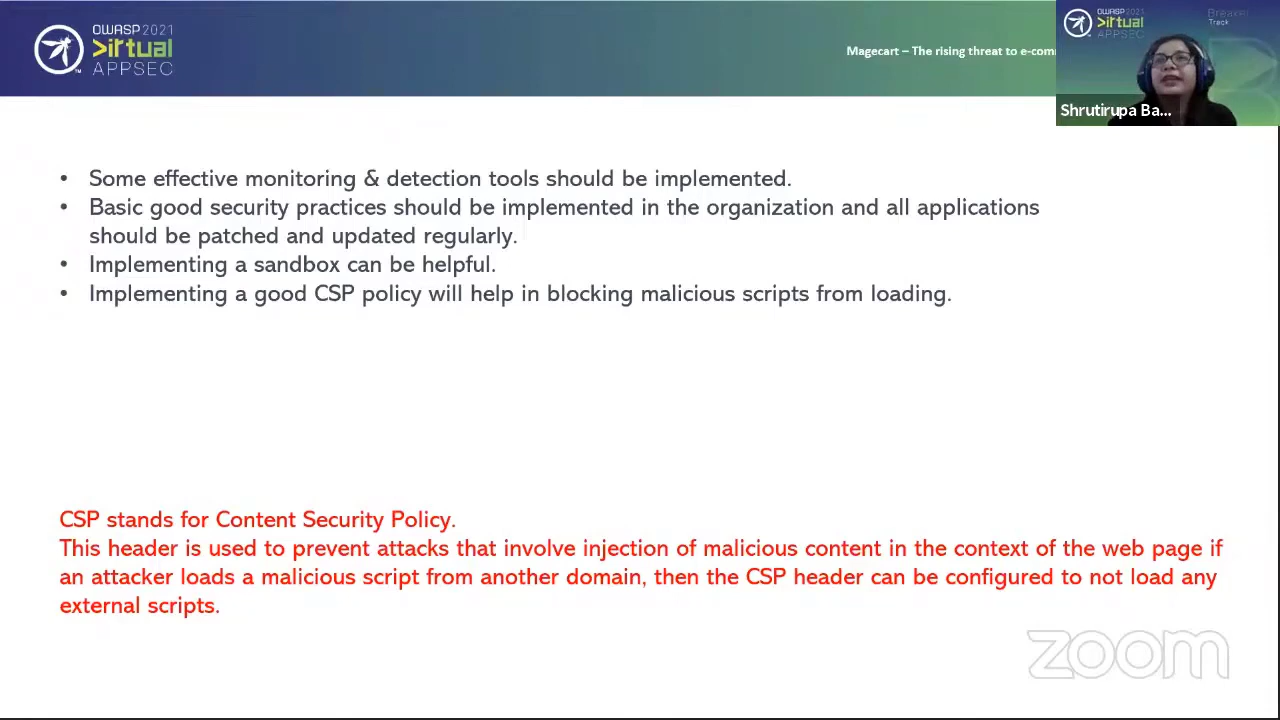 OWASP 2021
Virtual
APPSEC
Magecart – The rising threat to e-com
OWASP 2021
Virtual
APPSEC
Breaker
Track
Shrutirupa Ba...
• Some effective monitoring & detection tools should be implemented.
• Basic good security practices should be implemented in the organization and all applications
should be patched and updated regularly.
• Implementing a sandbox can be helpful.
• Implementing a good CSP policy will help in blocking malicious scripts from loading.
CSP stands for Content Security Policy.
This header is used to prevent attacks that involve injection of malicious content in the context of the web page if
an attacker loads a malicious script from another domain, then the CSP header can be configured to not load any
external scripts.
zoom